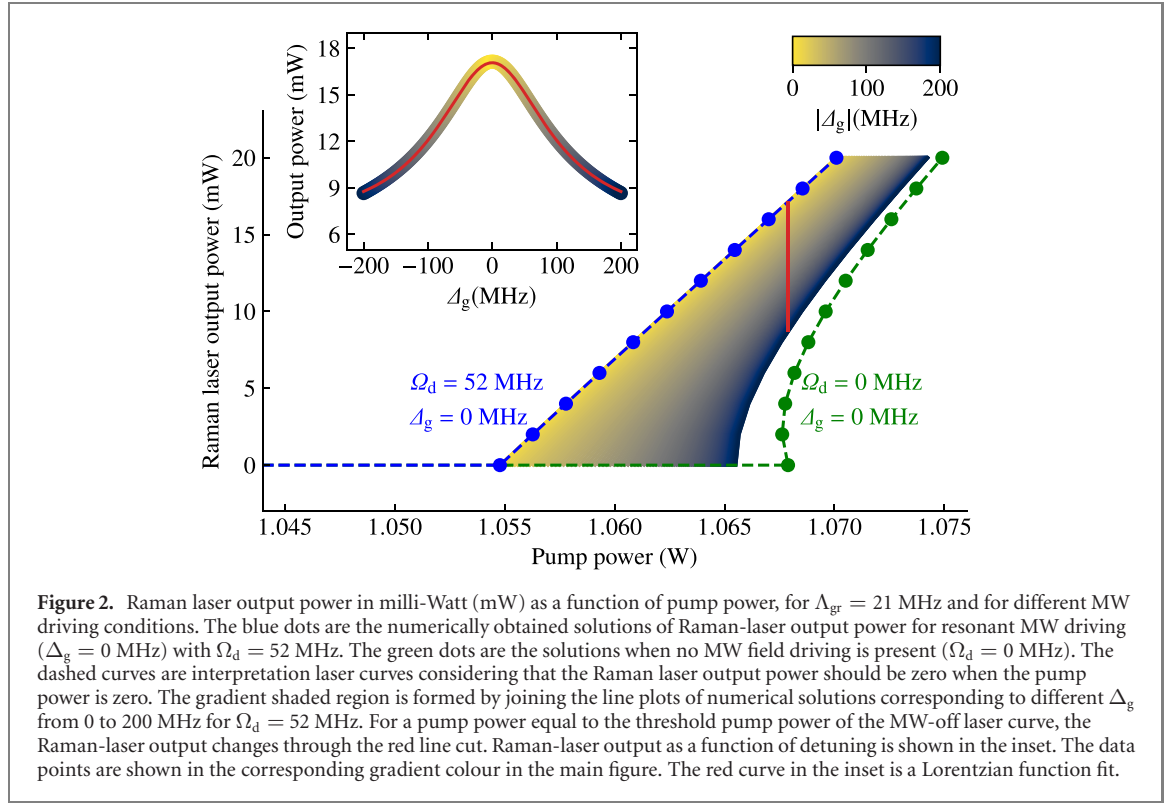 18
15
12
9
6
Output power (mW)
−200 −100 0 100 200
Δg(MHz)
0 200
|Δg|(MHz)
20
15
10
5
0
Raman laser output power (mW)
Ωd = 52 MHz
Δg = 0 MHz
Ωd = 0 MHz
Δg = 0 MHz
1.045 1.050 1.055 1.060 1.065 1.070 1.075
Pump power (W)
Figure 2. Raman laser output power in milli-Watt (mW) as a function of pump power, for Λgr = 21 MHz and for different MW
driving conditions. The blue dots are the numerically obtained solutions of Raman-laser output power for resonant MW driving
(Δg = 0 MHz) with Ωd = 52 MHz. The green dots are the solutions when no MW field driving is present (Ωd = 0 MHz). The
dashed curves are interpretation laser curves considering that the Raman laser output power should be zero when the pump
power is zero. The gradient shaded region is formed by joining the line plots of numerical solutions corresponding to different Δg
from 0 to 200 MHz for Ωd = 52 MHz. For a pump power equal to the threshold pump power of the MW-off laser curve, the
Raman-laser output changes through the red line cut. Raman-laser output as a function of detuning is shown in the inset. The data
points are shown in the corresponding gradient colour in the main figure. The red curve in the inset is a Lorentzian function fit.